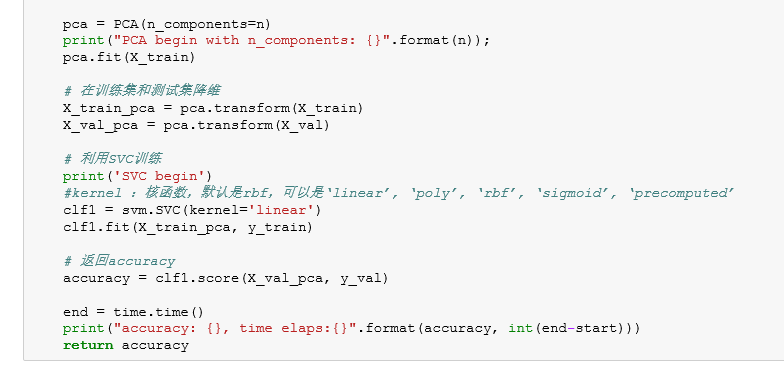 pca = PCA(n_components=n)
print("PCA begin with n_components: {}".format(n));
pca.fit(X_train)
# 在训练集和测试集降维
X_train_pca = pca.transform(X_train)
X_val_pca = pca.transform(X_val)
# 利用SVC训练
print('SVC begin')
#kernel : 核函数，默认是rbf，可以是‘linear’, ‘poly’, ‘rbf’, ‘sigmoid’, ‘precomputed’
clf1 = svm.SVC(kernel='linear')
clf1.fit(X_train_pca, y_train)
# 返回accuracy
accuracy = clf1.score(X_val_pca, y_val)
end = time.time()
print("accuracy: {}, time elaps:{}".format(accuracy, int(end-start)))
return accuracy